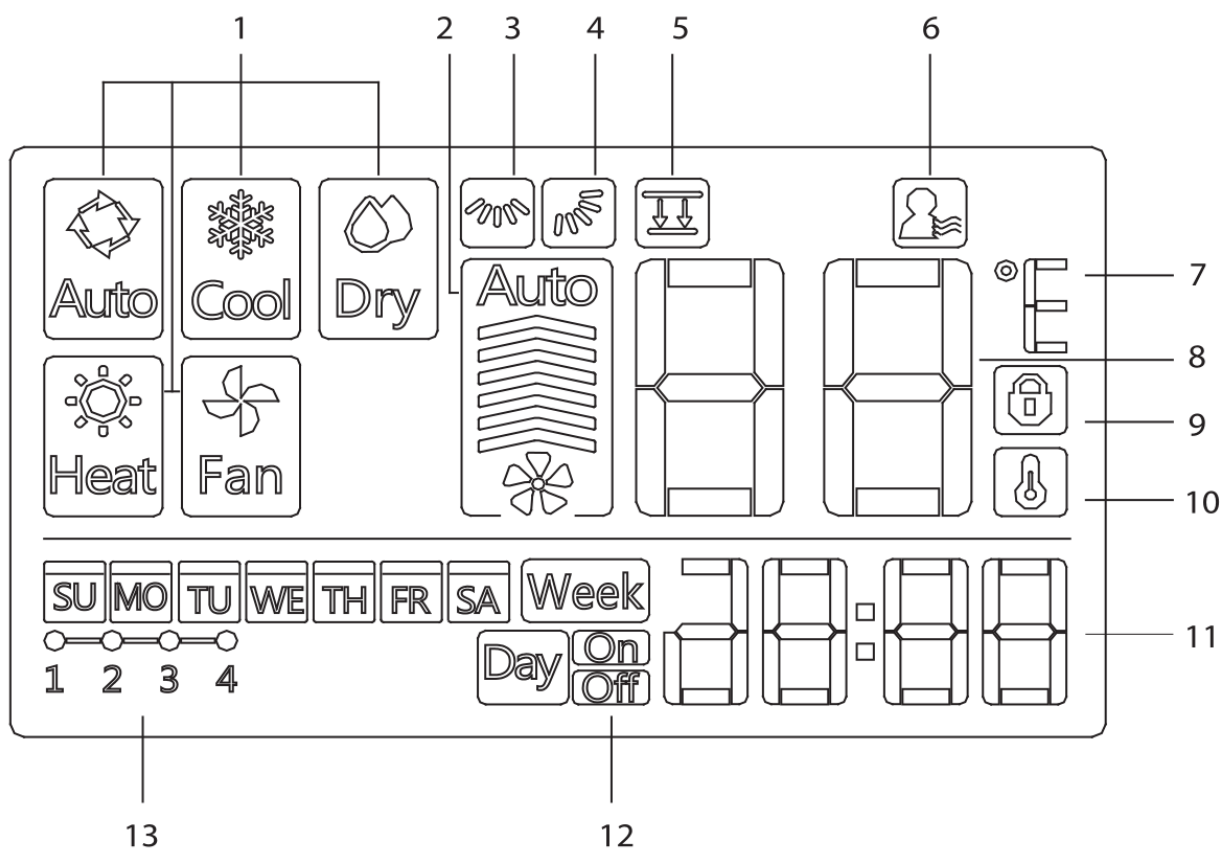 1 2 3 4 5 6
Auto Cool Dry Auto
7
8
Heat Fan
9
10
SU MO TU WE TH FR SA Week
Day On
Off
11
1 2 3 4
13 12